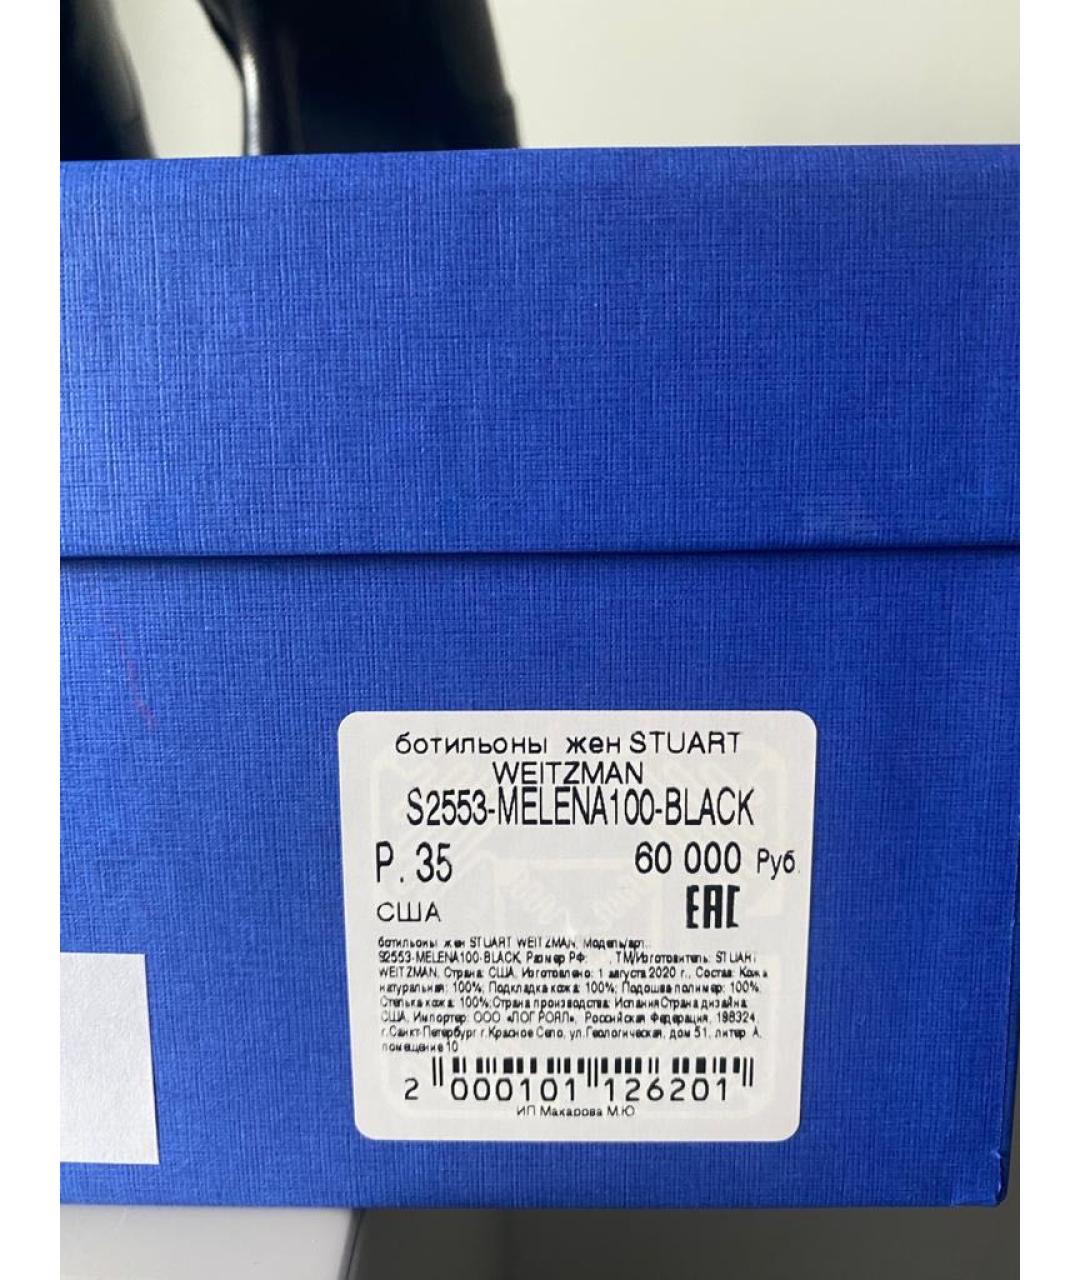 ботильоны жен STUART
WEITZMAN
S2553-MELENA100-BLACK
Р. 35 60 000 Руб.
США EAC
ботильоны жен STUART WEITZMAN, Модель/арт.:
S2553-MELENA100-BLACK, Размер РФ: , ТМ/Изготовитель: STUART
WEITZMAN, Страна: США, Изготовлено: 1 августа 2020 г., Состав: Кожа
натуральная: 100%; Подкладка кожа: 100%; Подошва полимер: 100%;
Стелька кожа: 100%;Страна производства: Испания Страна дизайна:
США, Импортер: ООО «ЛОГ РОЯЛ», Российская Федерация, 198324,
г.Санкт-Петербург г.Красное Село, ул.Геологическая, дом 51, литер А,
помещение 10
2 000101 126201
ИП Макарова М.Ю